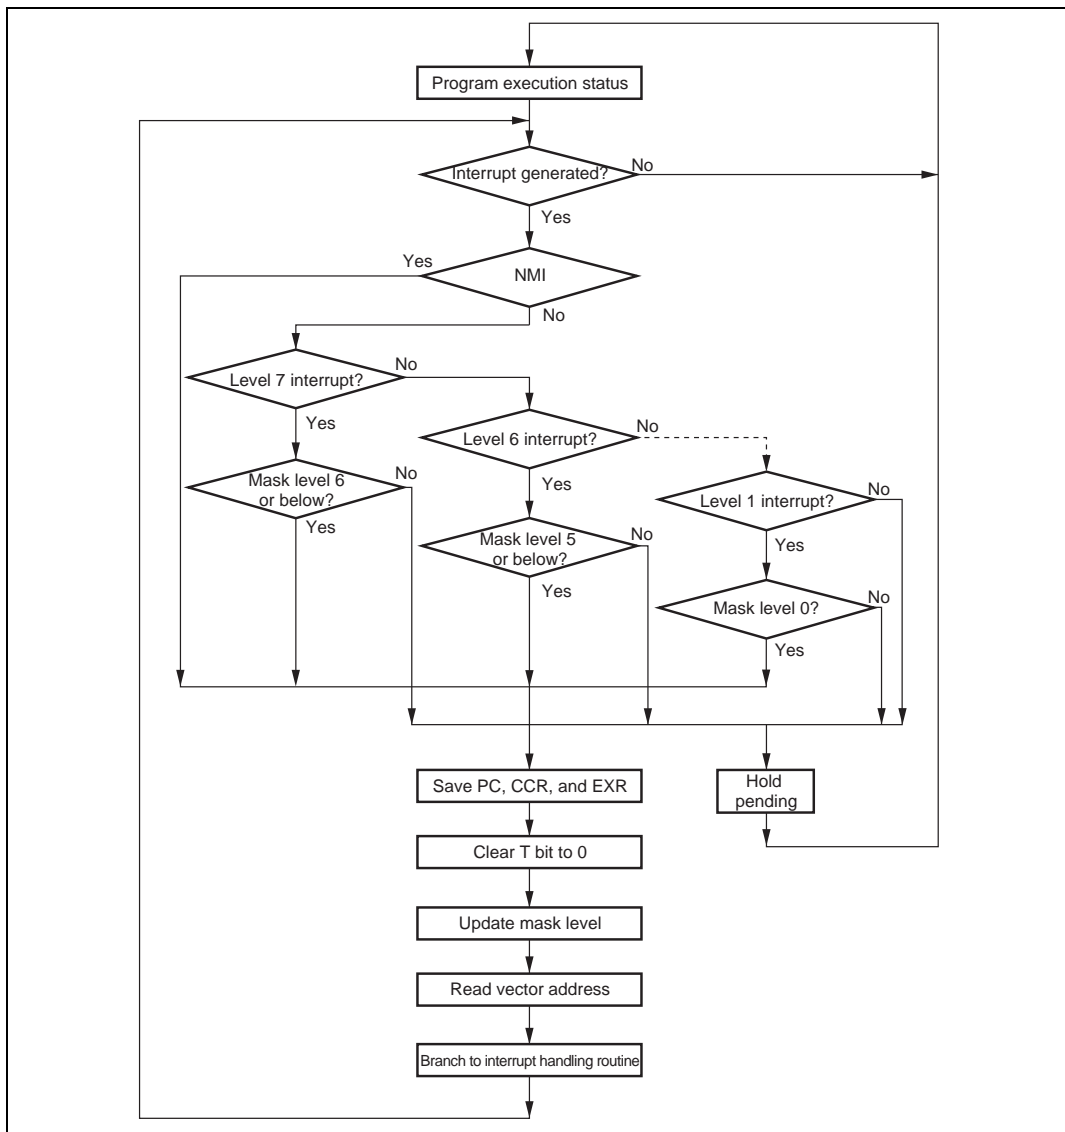 Program execution status
Interrupt generated?
No
Yes
Yes
NMI
No
Level 7 interrupt?
No
Yes
Level 6 interrupt?
No
Mask level 6
or below?
No
Yes
Yes
Level 1 interrupt?
No
Mask level 5
or below?
No
Yes
Yes
Mask level 0?
No
Yes
Save PC, CCR, and EXR
Hold
pending
Clear T bit to 0
Update mask level
Read vector address
Branch to interrupt handling routine